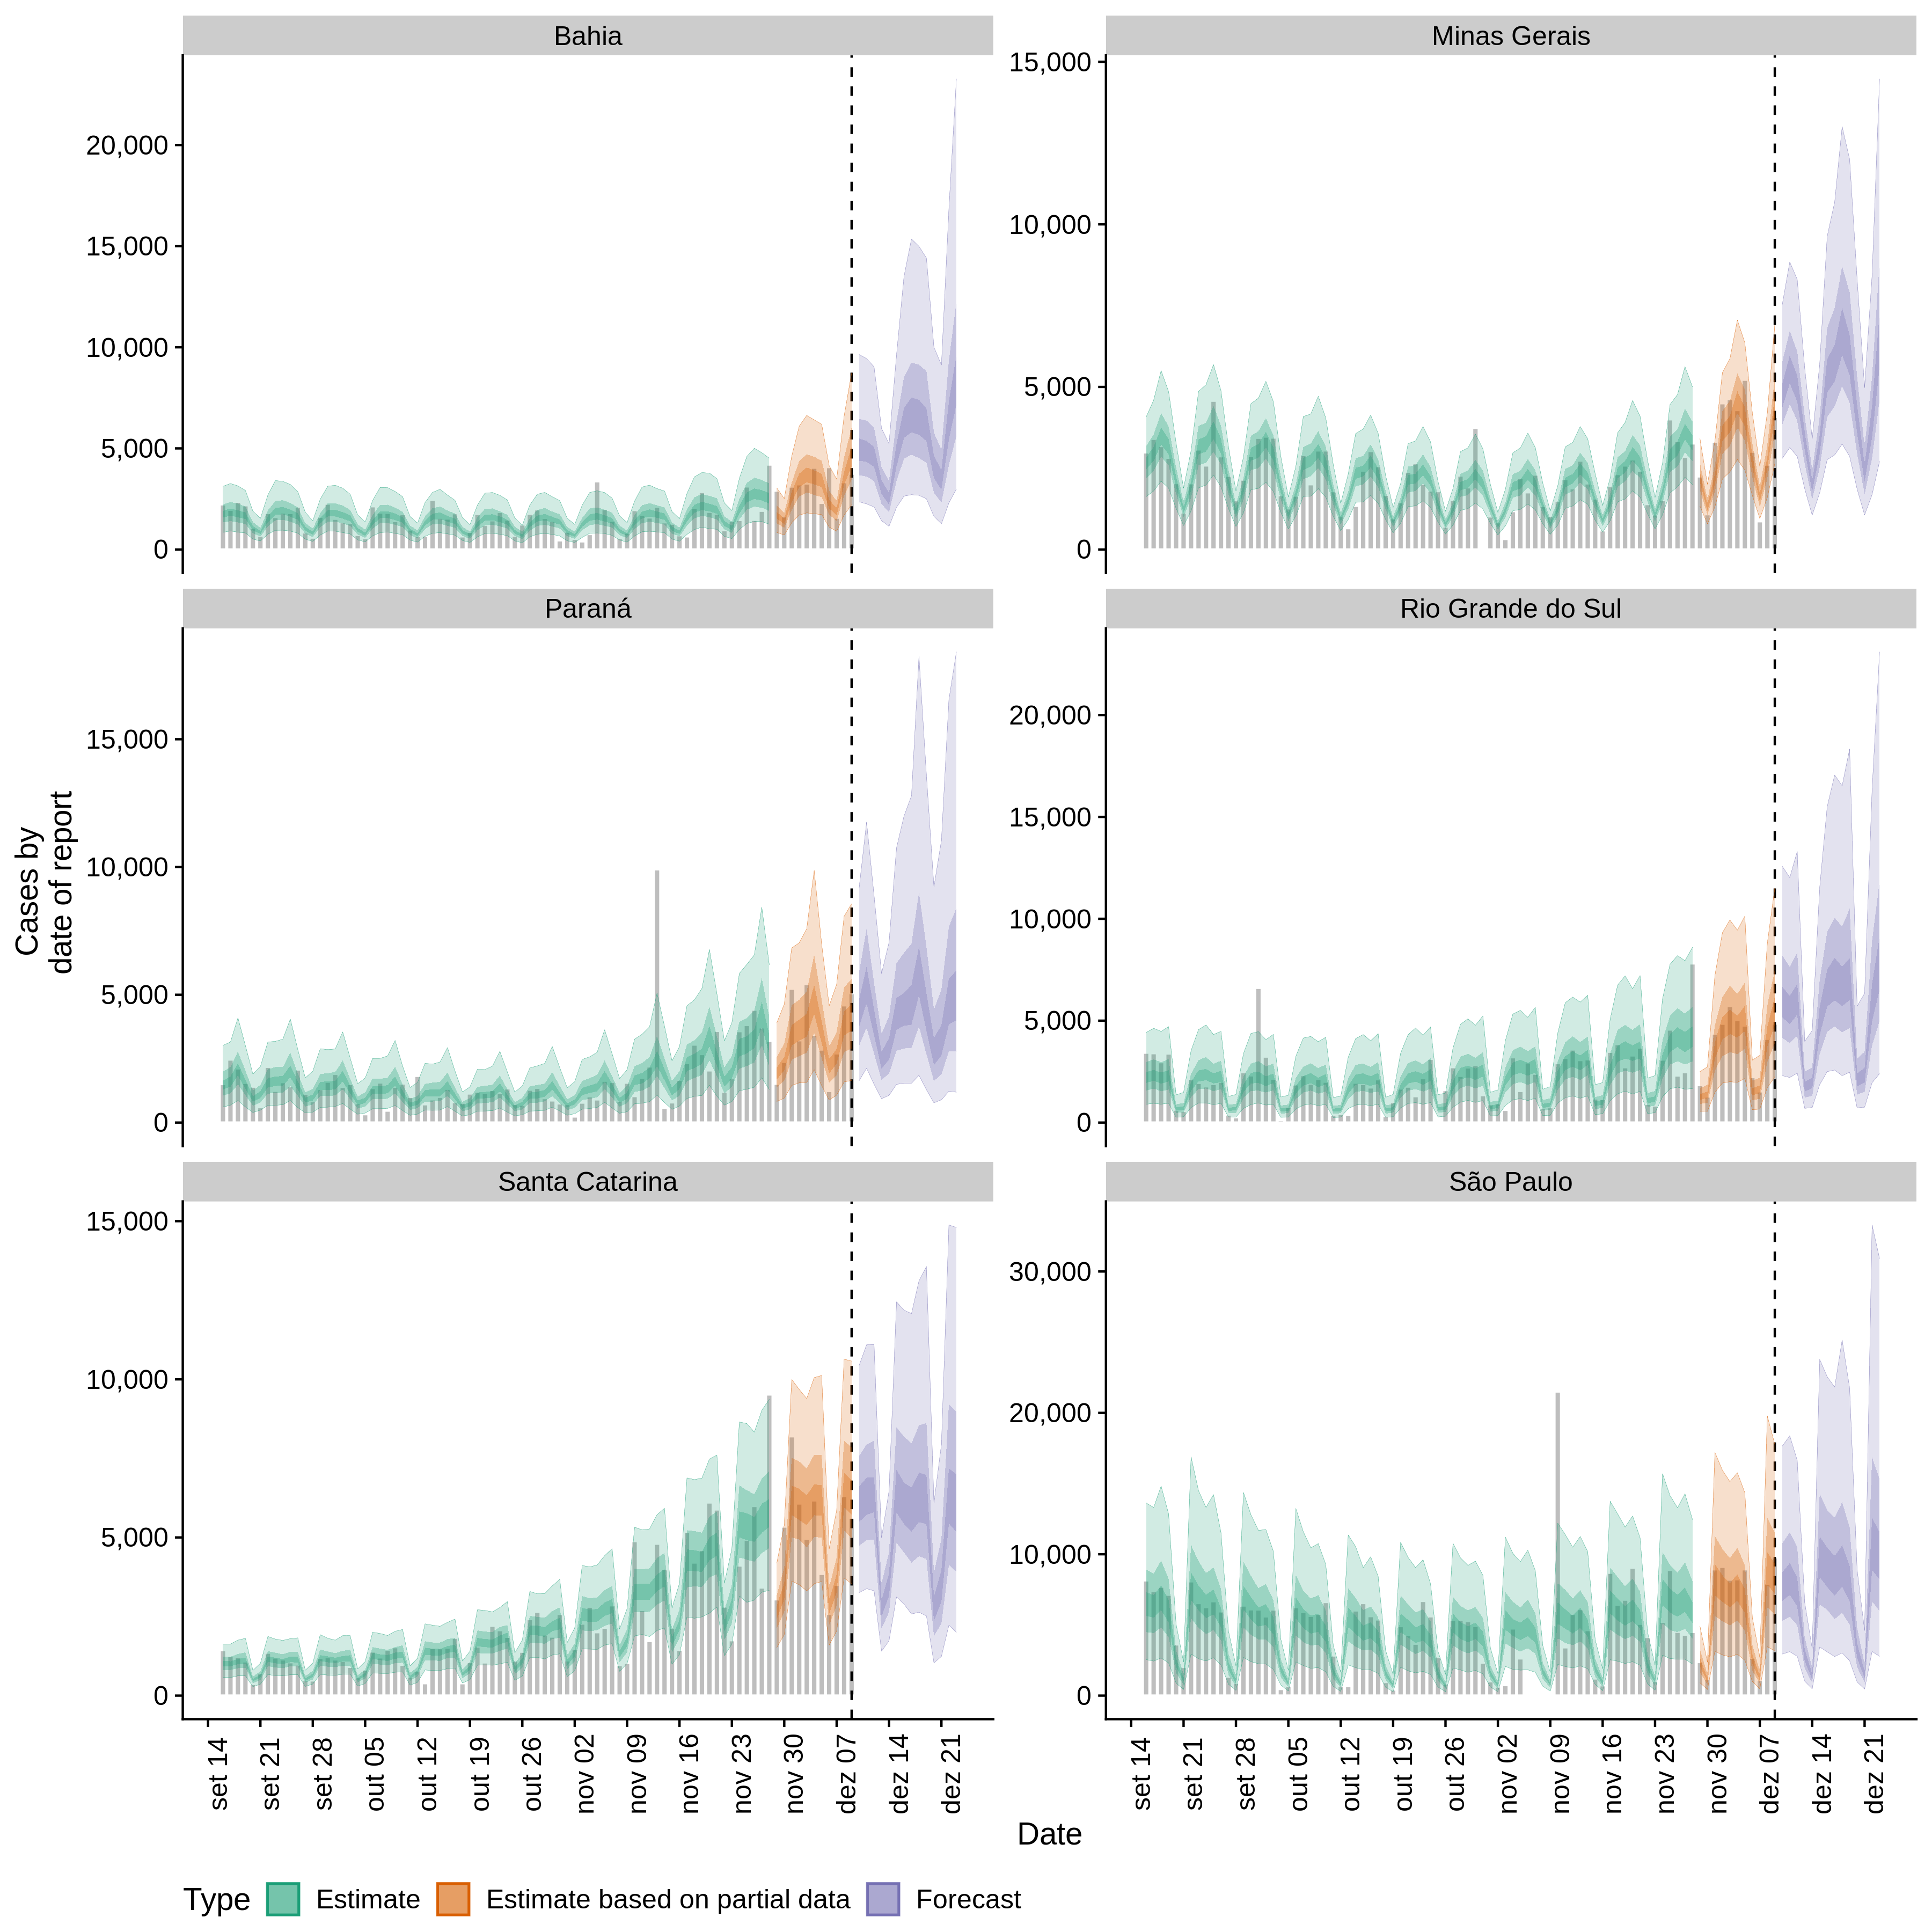 Bahia
Minas Gerais
20,000
15,000
10,000
5,000
0
15,000
10,000
5,000
0
Paraná
Rio Grande do Sul
15,000
10,000
5,000
0
20,000
15,000
10,000
5,000
0
Santa Catarina
São Paulo
15,000
10,000
5,000
0
30,000
20,000
10,000
0
Cases by
date of report
set 14
set 21
set 28
out 05
out 12
out 19
out 26
nov 02
nov 09
nov 16
nov 23
nov 30
dez 07
dez 14
dez 21
set 14
set 21
set 28
out 05
out 12
out 19
out 26
nov 02
nov 09
nov 16
nov 23
nov 30
dez 07
dez 14
dez 21
Date
Type Estimate Estimate based on partial data Forecast